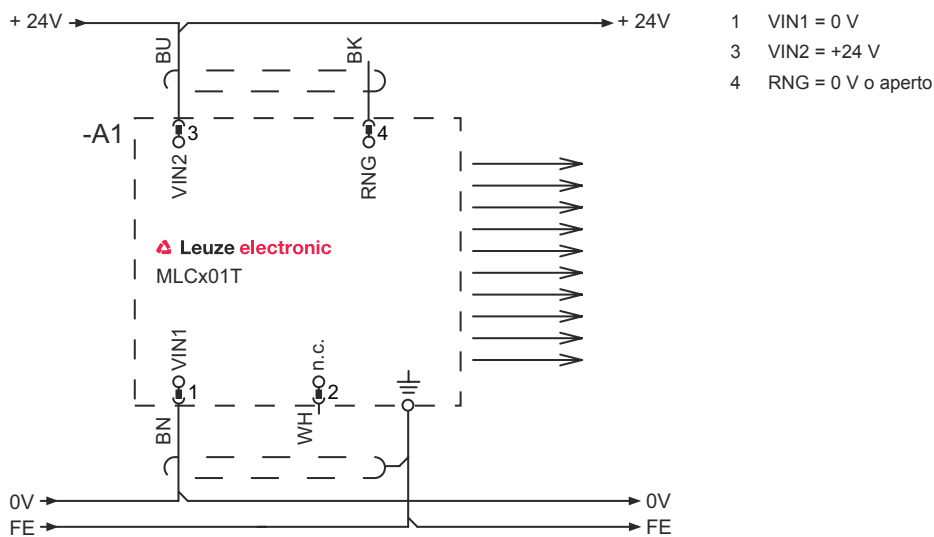 + 24V
+ 24V
1 VIN1 = 0 V
3 VIN2 = +24 V
4 RNG = 0 V o aperto
BU
BK
-A1
3
4
VIN2
RNG
Leuze electronic
MLCx01T
VIN1
n.c.
1
2
BN
WH
0V
0V
FE
FE